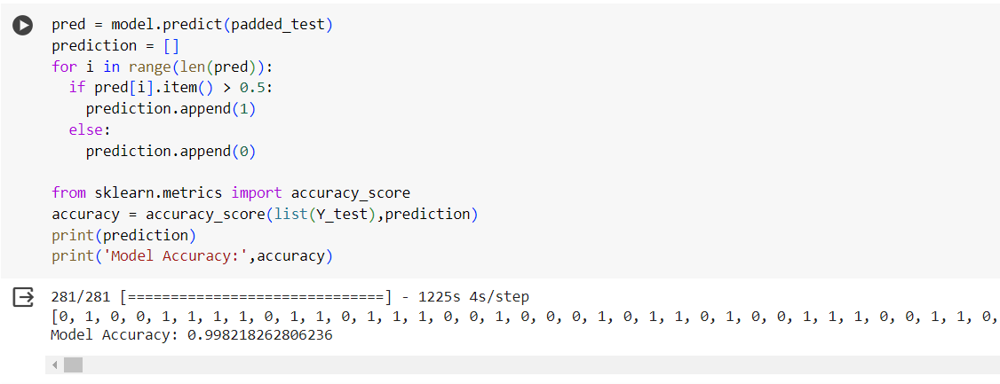 pred = model.predict(padded_test)
prediction = []
for i in range(len(pred)):
  if pred[i].item() > 0.5:
    prediction.append(1)
  else:
    prediction.append(0)

from sklearn.metrics import accuracy_score
accuracy = accuracy_score(list(Y_test),prediction)
print(prediction)
print('Model Accuracy:',accuracy)
281/281 [==============================] - 1225s 4s/step
[0, 1, 0, 0, 1, 1, 1, 1, 0, 1, 1, 0, 1, 1, 1, 0, 0, 1, 0, 0, 0, 1, 0, 1, 1, 0, 1, 0, 0, 1, 1, 1, 0, 0, 1, 1, 0,
Model Accuracy: 0.998218262806236